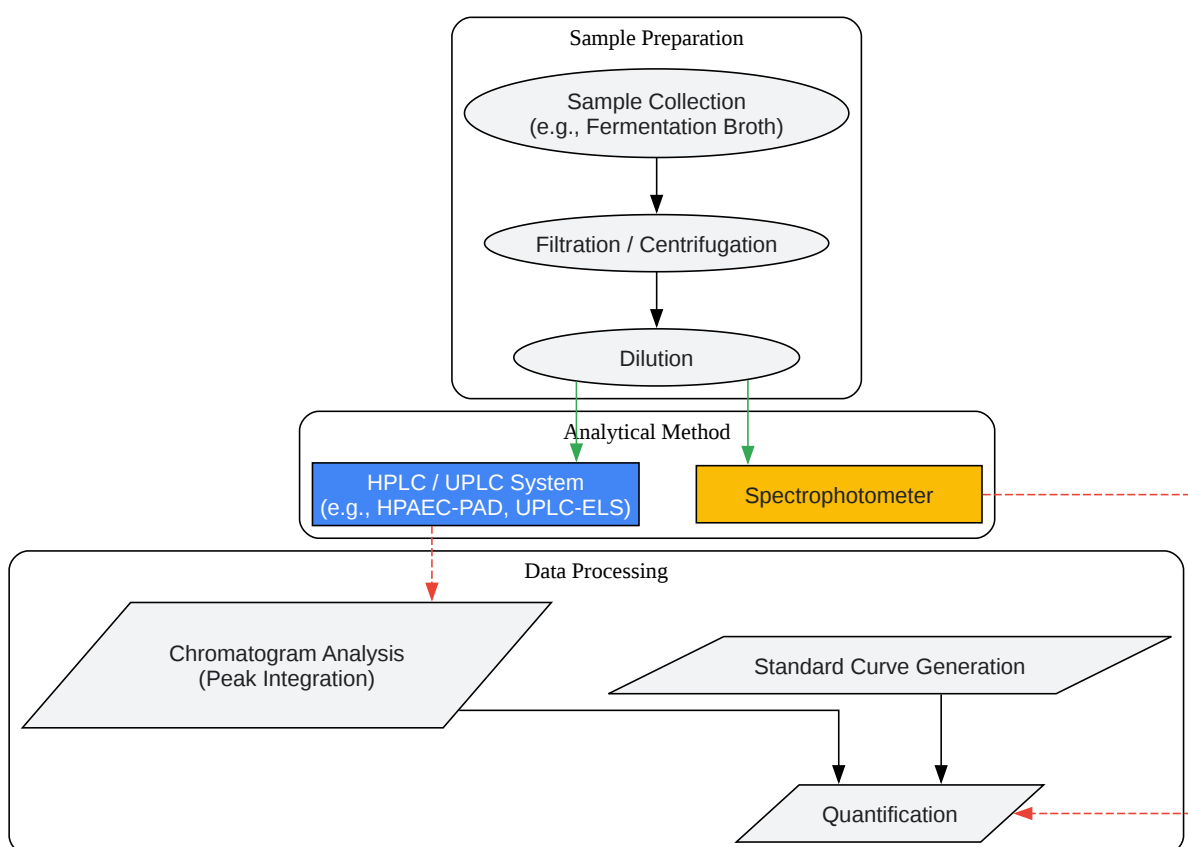 Sample Preparation
Sample Collection
(e.g., Fermentation Broth)
Filtration / Centrifugation
Dilution
Analytical Method
HPLC / UPLC System
(e.g., HPAEC-PAD, UPLC-ELS)
Spectrophotometer
Data Processing
Chromatogram Analysis
(Peak Integration)
Standard Curve Generation
Quantification